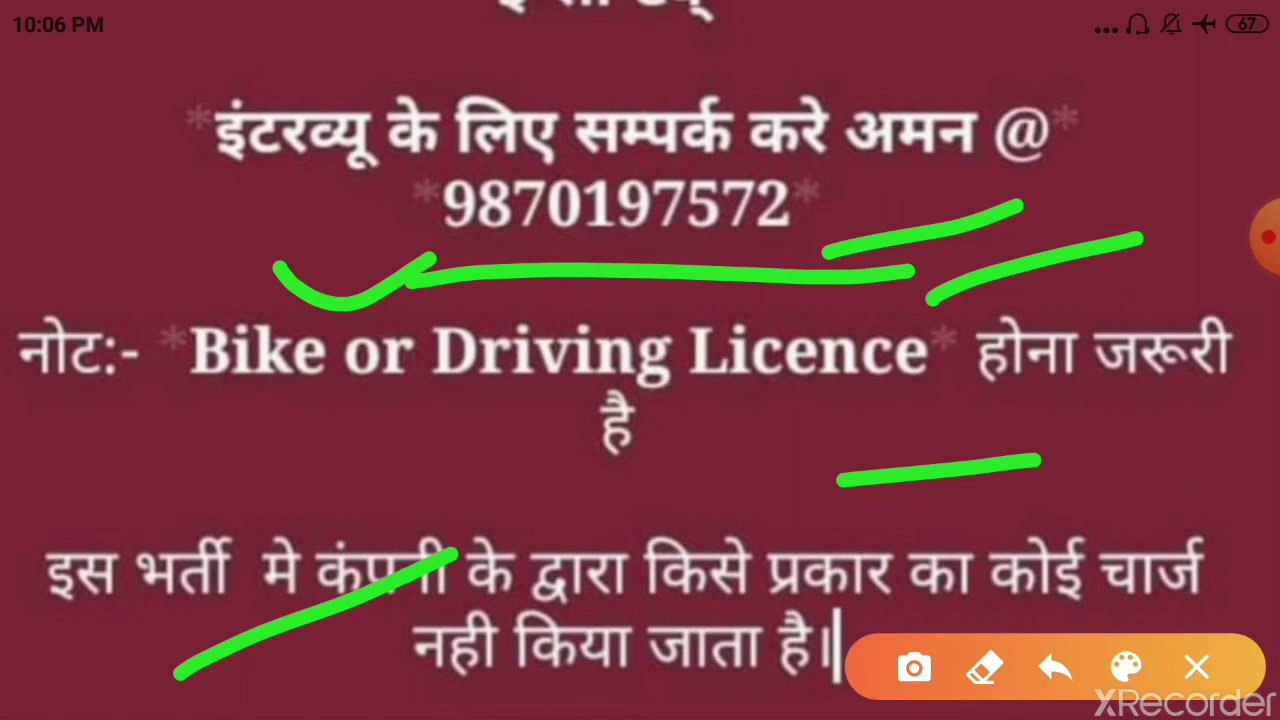 10:06 PM
67
*इंटरव्यू के लिए सम्पर्क करे अमन @*
*9870197572*
नोट:- *Bike or Driving Licence* होना जरूरी
है
इस भर्ती मे कंपनी के द्वारा किसे प्रकार का कोई चार्ज
नही किया जाता है।
XRecorder